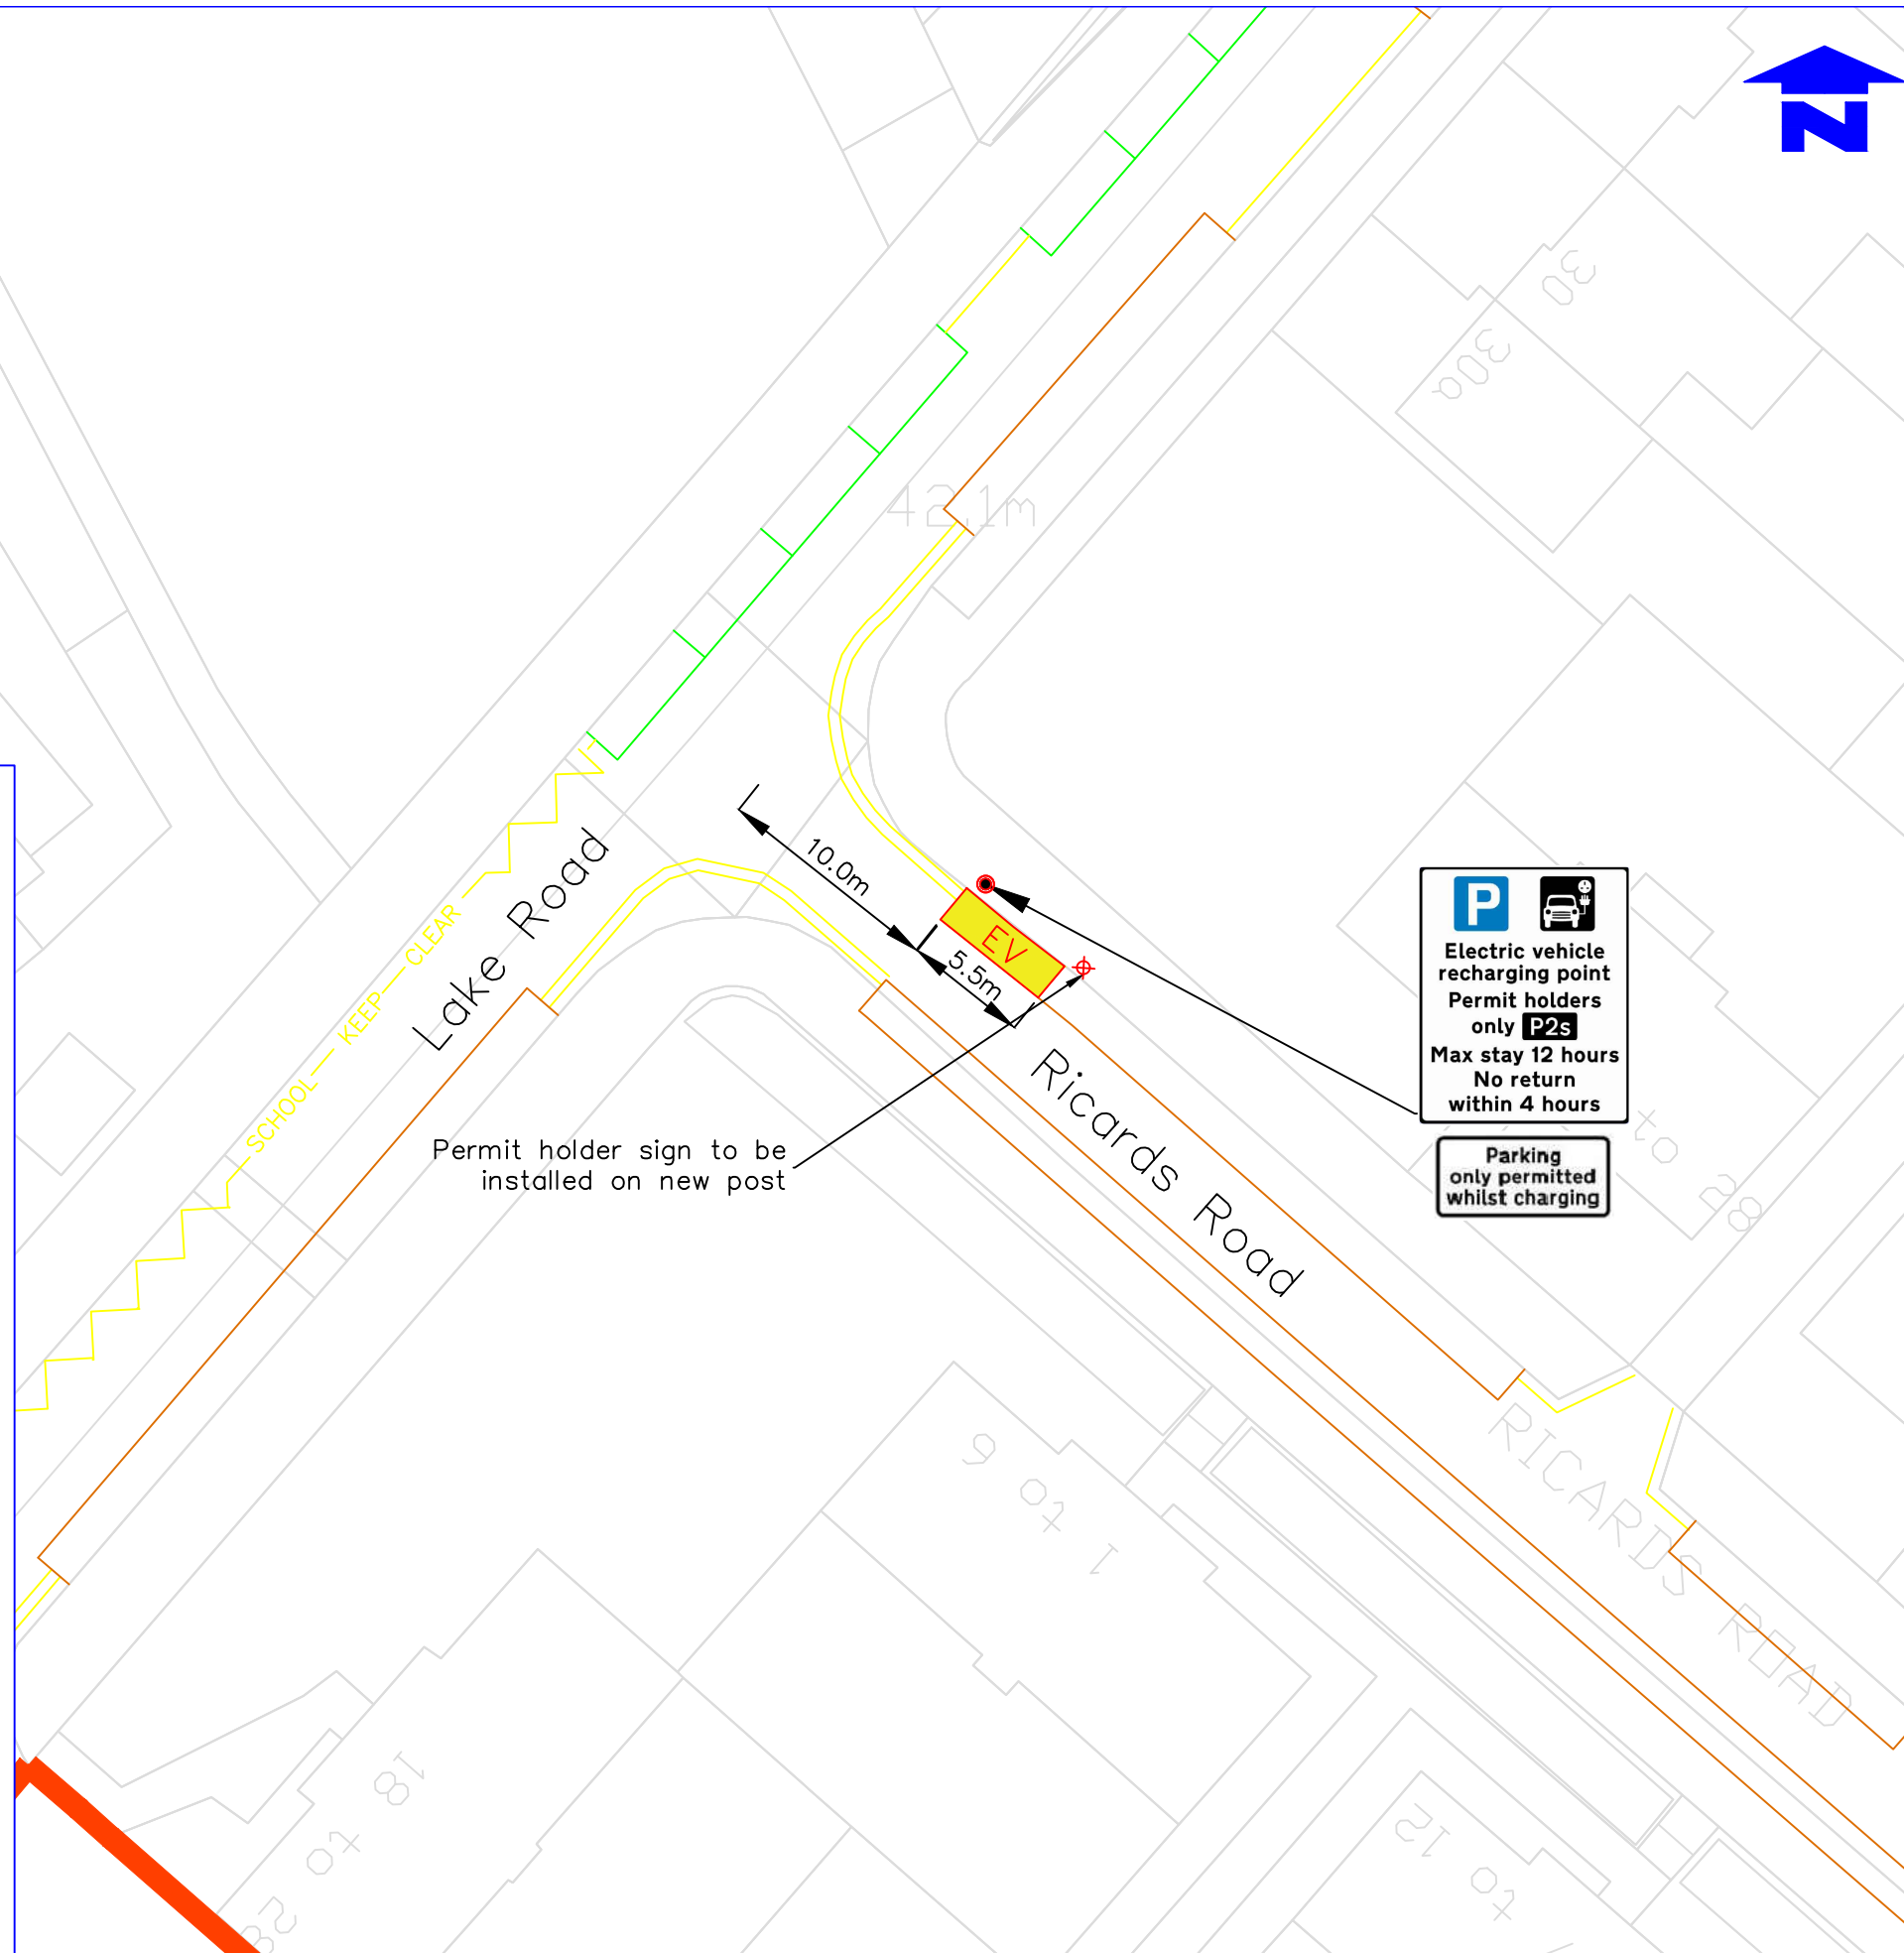 N
30
30a
42.1m
10.0m
EV
5.5m
Lake Road
SCHOOL KEEP CLEAR
P
Electric vehicle
recharging point
Permit holders
only P2s
Max stay 12 hours
No return
within 4 hours
Parking
only permitted
whilst charging
Permit holder sign to be
installed on new post
Ricards Road
to 28
RICARDS ROAD
1 to 9
18 to
to 15